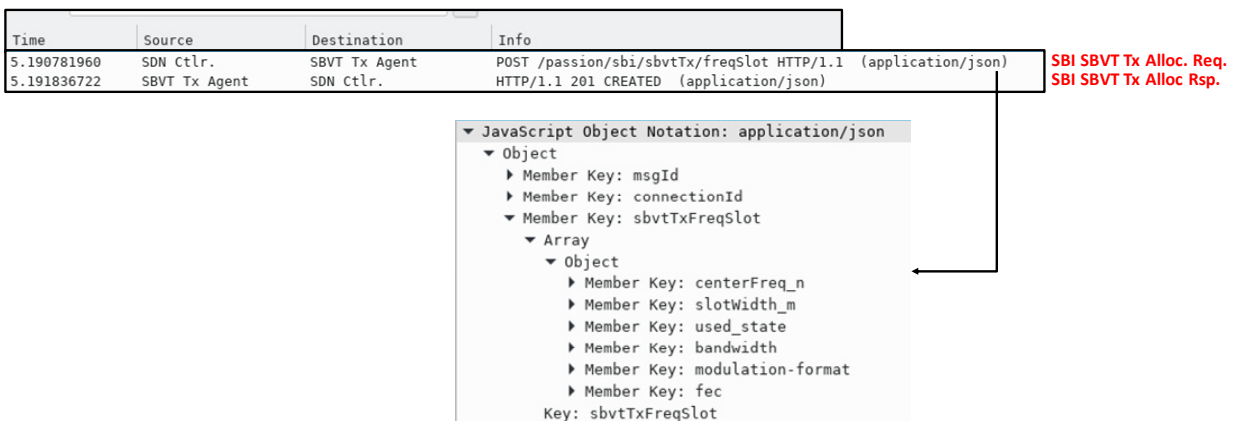 Time Source Destination Info
5.190781960 SDN Ctlr. SBVT Tx Agent POST /passion/sbi/sbvtTx/freqSlot HTTP/1.1 (application/json) SBI SBVT Tx Alloc. Req.
5.191836722 SBVT Tx Agent SDN Ctlr. HTTP/1.1 201 CREATED (application/json) SBI SBVT Tx Alloc Rsp.
JavaScript Object Notation: application/json
Object
Member Key: msgId
Member Key: connectionId
Member Key: sbvtTxFreqSlot
Array
Object
Member Key: centerFreq_n
Member Key: slotWidth_m
Member Key: used_state
Member Key: bandwidth
Member Key: modulation-format
Member Key: fec
Key: sbvtTxFreqSlot